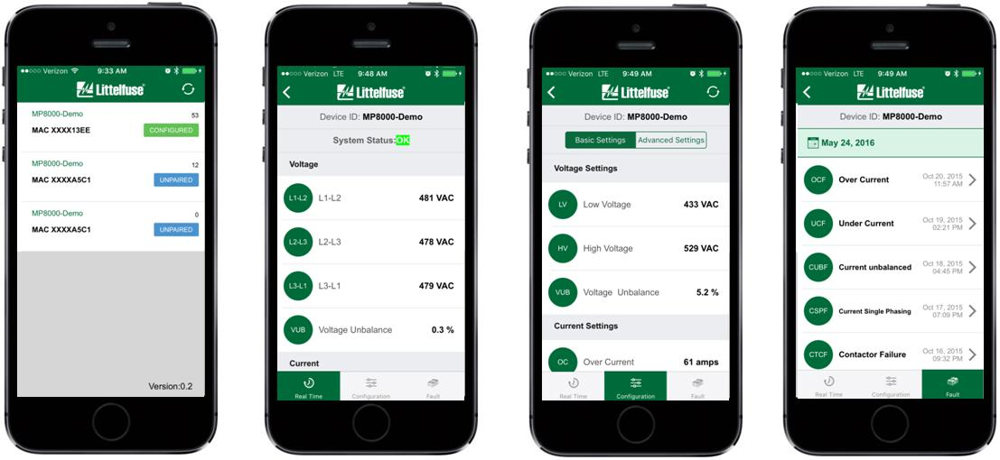 Verizon 9:33 AM
Littelfuse
MP8000-Demo 53
MAC XXXX13EE CONFIGURED
MP8000-Demo 12
MAC XXXXA5C1 UNPAIRED
MP8000-Demo 0
MAC XXXXA5C1 UNPAIRED
Version:0.2
Verizon LTE 9:48 AM
Littelfuse
Device ID: MP8000-Demo
System Status:OK
Voltage
L1-L2 L1-L2 481 VAC
L2-L3 L2-L3 478 VAC
L3-L1 L3-L1 479 VAC
VUB Voltage Unbalance 0.3 %
Current
Real Time Configuration Fault
Verizon LTE 9:49 AM
Littelfuse
Device ID: MP8000-Demo
Basic Settings Advanced Settings
Voltage Settings
LV Low Voltage 433 VAC
HV High Voltage 529 VAC
VUB Voltage Unbalance 5.2 %
Current Settings
OC Over Current 61 amps
Real Time Configuration Fault
Verizon LTE 9:49 AM
Littelfuse
Device ID: MP8000-Demo
May 24, 2016
OCF Over Current Oct 20, 2015
11:57 AM
UCF Under Current Oct 19, 2015
02:21 PM
CUBF Current unbalanced Oct 18, 2015
04:45 PM
CSPF Current Single Phasing Oct 17, 2015
07:09 PM
CTCF Contactor Failure Oct 16, 2015
09:32 PM
Real Time Configuration Fault